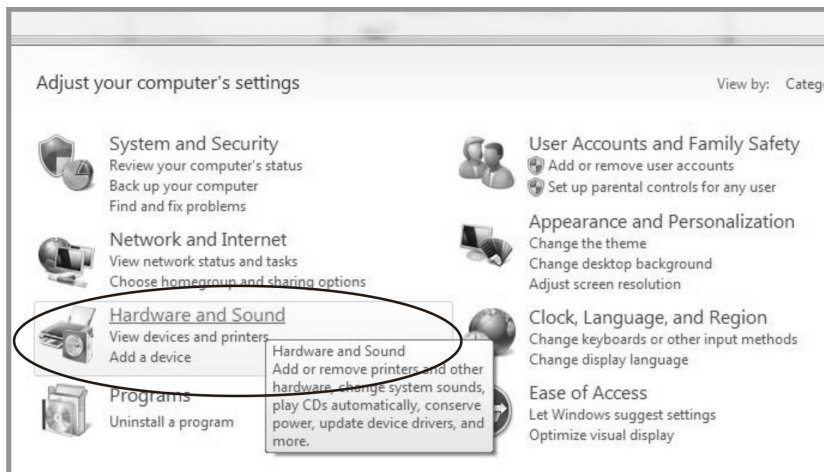 Adjust your computer's settings
View by: Categ
System and Security
Review your computer's status
Back up your computer
Find and fix problems
Network and Internet
View network status and tasks
Choose homegroup and sharing options
Hardware and Sound
View devices and printers
Add a device
Hardware and Sound
Add or remove printers and other
hardware, change system sounds,
play CDs automatically, conserve
power, update device drivers, and
more.
Programs
Uninstall a program
User Accounts and Family Safety
Add or remove user accounts
Set up parental controls for any user
Appearance and Personalization
Change the theme
Change desktop background
Adjust screen resolution
Clock, Language, and Region
Change keyboards or other input methods
Change display language
Ease of Access
Let Windows suggest settings
Optimize visual display